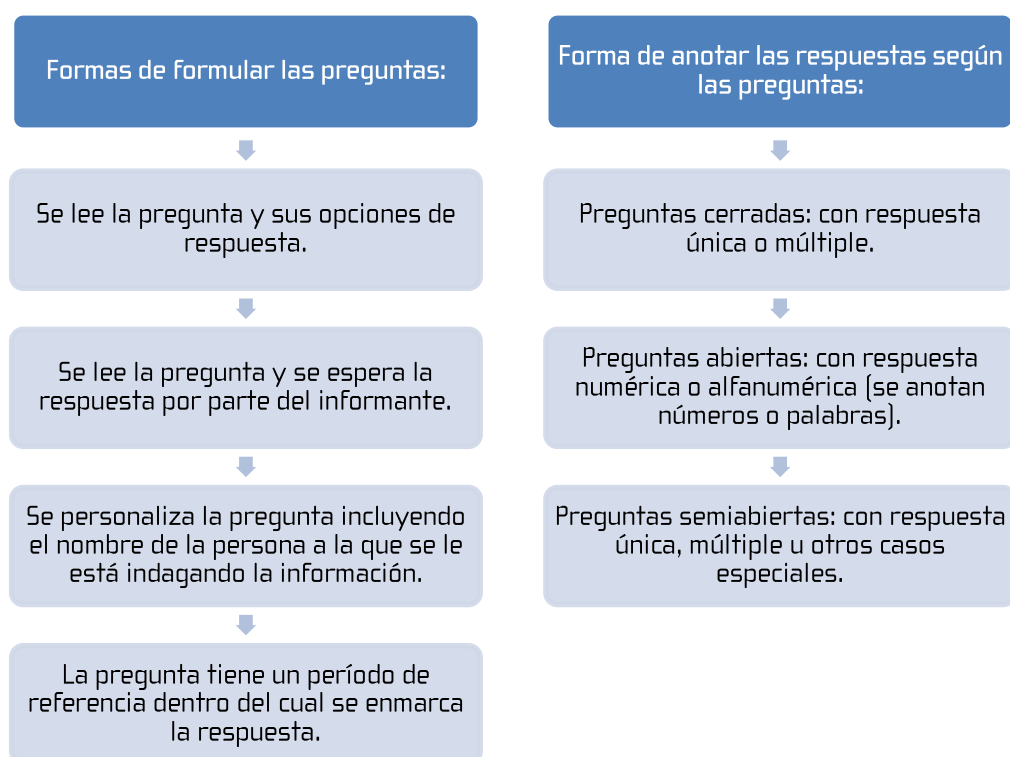 Formas de formular las preguntas:
Se lee la pregunta y sus opciones de
respuesta.
Se lee la pregunta y se espera la
respuesta por parte del informante.
Se personaliza la pregunta incluyendo
el nombre de la persona a la que se le
está indagando la información.
La pregunta tiene un período de
referencia dentro del cual se enmarca
la respuesta.
Forma de anotar las respuestas según
las preguntas:
Preguntas cerradas: con respuesta
única o múltiple.
Preguntas abiertas: con respuesta
numérica o alfanumérica (se anotan
números o palabras).
Preguntas semiabiertas: con respuesta
única, múltiple u otros casos
especiales.